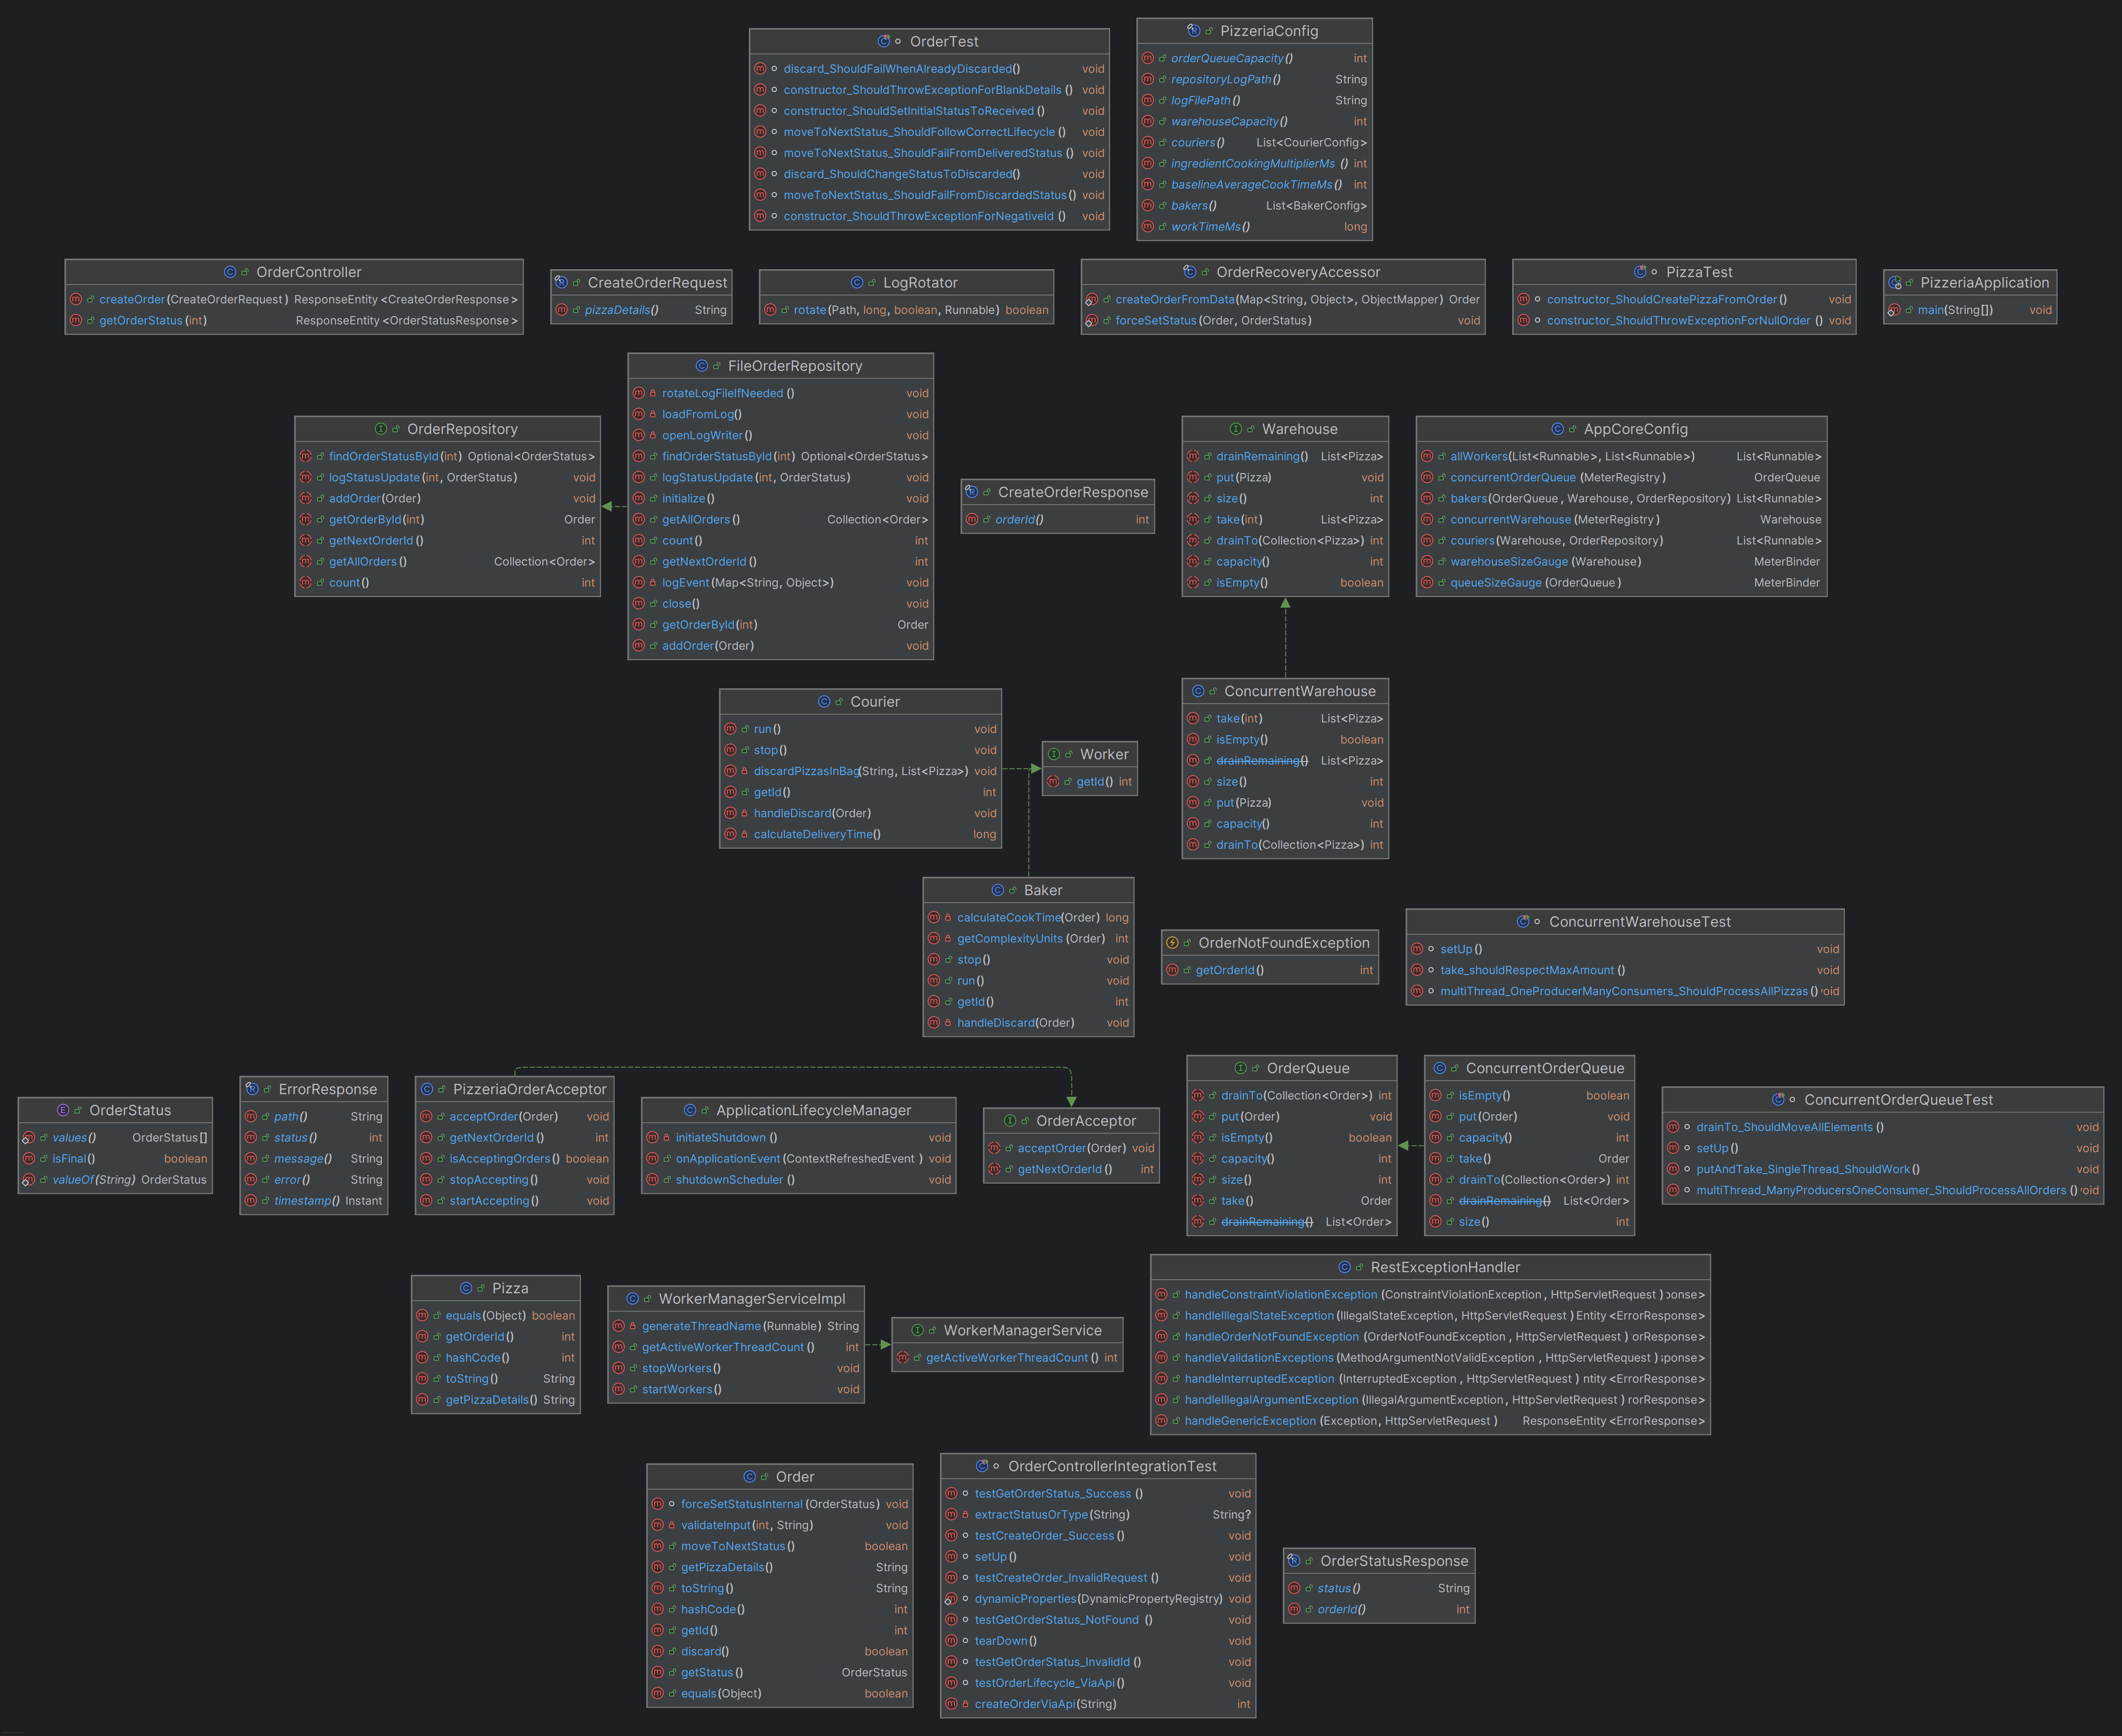 OrderTest
discard_ShouldFailWhenAlreadyDiscarded() void
constructor_ShouldThrowExceptionForBlankDetails () void
constructor_ShouldSetInitialStatusToReceived () void
moveToNextStatus_ShouldFollowCorrectLifecycle () void
moveToNextStatus_ShouldFailFromDeliveredStatus () void
discard_ShouldChangeStatusToDiscarded() void
moveToNextStatus_ShouldFailFromDiscardedStatus() void
constructor_ShouldThrowExceptionForNegativeId () void
PizzeriaConfig
orderQueueCapacity() int
repositoryLogPath() String
logFilePath() String
warehouseCapacity() int
couriers() List<CourierConfig>
ingredientCookingMultiplierMs () int
baselineAverageCookTimeMs() int
bakers() List<BakerConfig>
workTimeMs() long
OrderController
createOrder(CreateOrderRequest) ResponseEntity<CreateOrderResponse>
getOrderStatus(int) ResponseEntity<OrderStatusResponse>
CreateOrderRequest
pizzaDetails() String
LogRotator
rotate(Path, long, boolean, Runnable) boolean
OrderRecoveryAccessor
createOrderFromData(Map<String, Object>, ObjectMapper) Order
forceSetStatus(Order, OrderStatus) void
PizzaTest
constructor_ShouldCreatePizzaFromOrder() void
constructor_ShouldThrowExceptionForNullOrder () void
PizzeriaApplication
main(String[]) void
OrderRepository
findOrderStatusById(int) Optional<OrderStatus>
logStatusUpdate(int, OrderStatus) void
addOrder(Order) void
getOrderById(int) Order
getNextOrderId() int
getAllOrders() Collection<Order>
count() int
FileOrderRepository
rotateLogFileIfNeeded () void
loadFromLog() void
openLogWriter() void
findOrderStatusById(int) Optional<OrderStatus>
logStatusUpdate(int, OrderStatus) void
initialize() void
getAllOrders() Collection<Order>
count() int
getNextOrderId() int
logEvent(Map<String, Object>) void
close() void
getOrderById(int) Order
addOrder(Order) void
CreateOrderResponse
orderId() int
Warehouse
drainRemaining() List<Pizza>
put(Pizza) void
size() int
take(int) List<Pizza>
drainTo(Collection<Pizza>) int
capacity() int
isEmpty() boolean
AppCoreConfig
allWorkers(List<Runnable>, List<Runnable>) List<Runnable>
concurrentOrderQueue (MeterRegistry) OrderQueue
bakers(OrderQueue, Warehouse, OrderRepository) List<Runnable>
concurrentWarehouse(MeterRegistry) Warehouse
couriers(Warehouse, OrderRepository) List<Runnable>
warehouseSizeGauge (Warehouse) MeterBinder
queueSizeGauge (OrderQueue) MeterBinder
Courier
run() void
stop() void
discardPizzasInBag(String, List<Pizza>) void
getId() int
handleDiscard(Order) void
calculateDeliveryTime() long
Worker
getId() int
ConcurrentWarehouse
take(int) List<Pizza>
isEmpty() boolean
drainRemaining() List<Pizza>
size() int
put(Pizza) void
capacity() int
drainTo(Collection<Pizza>) int
Baker
calculateCookTime(Order) long
getComplexityUnits (Order) int
stop() void
run() void
getId() int
handleDiscard(Order) void
OrderNotFoundException
getOrderId() int
ConcurrentWarehouseTest
setUp() void
take_shouldRespectMaxAmount () void
multiThread_OneProducerManyConsumers_ShouldProcessAllPizzas() void
OrderStatus
values() OrderStatus[]
isFinal() boolean
valueOf(String) OrderStatus
ErrorResponse
path() String
status() int
message() String
error() String
timestamp() Instant
PizzeriaOrderAcceptor
acceptOrder(Order) void
getNextOrderId() int
isAcceptingOrders() boolean
stopAccepting() void
startAccepting() void
ApplicationLifecycleManager
initiateShutdown () void
onApplicationEvent(ContextRefreshedEvent ) void
shutdownScheduler () void
OrderAcceptor
acceptOrder(Order) void
getNextOrderId() int
OrderQueue
drainTo(Collection<Order>) int
put(Order) void
isEmpty() boolean
capacity() int
size() int
take() Order
drainRemaining() List<Order>
ConcurrentOrderQueue
isEmpty() boolean
put(Order) void
capacity() int
take() Order
drainTo(Collection<Order>) int
drainRemaining() List<Order>
size() int
ConcurrentOrderQueueTest
drainTo_ShouldMoveAllElements () void
setUp() void
putAndTake_SingleThread_ShouldWork() void
multiThread_ManyProducersOneConsumer_ShouldProcessAllOrders () void
Pizza
equals(Object) boolean
getOrderId() int
hashCode() int
toString() String
getPizzaDetails() String
WorkerManagerServiceImpl
generateThreadName(Runnable) String
getActiveWorkerThreadCount () int
stopWorkers() void
startWorkers() void
WorkerManagerService
getActiveWorkerThreadCount () int
RestExceptionHandler
handleConstraintViolationException (ConstraintViolationException, HttpServletRequest) onse>
handleIllegalStateException (IllegalStateException, HttpServletRequest) Entity<ErrorResponse>
handleOrderNotFoundException (OrderNotFoundException, HttpServletRequest) orResponse>
handleValidationExceptions(MethodArgumentNotValidException, HttpServletRequest) sponse>
handleInterruptedException (InterruptedException, HttpServletRequest) ntity<ErrorResponse>
handleIllegalArgumentException (IllegalArgumentException, HttpServletRequest) rorResponse>
handleGenericException (Exception, HttpServletRequest) ResponseEntity<ErrorResponse>
Order
forceSetStatusInternal (OrderStatus) void
validateInput(int, String) void
moveToNextStatus() boolean
getPizzaDetails() String
toString() String
hashCode() int
getId() int
discard() boolean
getStatus() OrderStatus
equals(Object) boolean
OrderControllerIntegrationTest
testGetOrderStatus_Success () void
extractStatusOrType(String) String?
testCreateOrder_Success() void
setUp() void
testCreateOrder_InvalidRequest () void
dynamicProperties(DynamicPropertyRegistry) void
testGetOrderStatus_NotFound () void
tearDown() void
testGetOrderStatus_InvalidId () void
testOrderLifecycle_ViaApi() void
createOrderViaApi(String) int
OrderStatusResponse
status() String
orderId() int